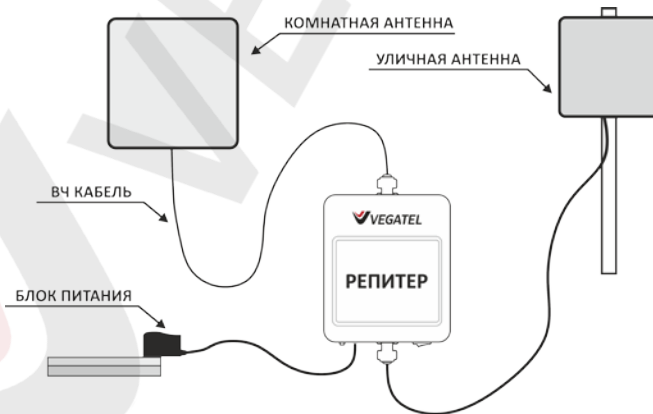 КОМНАТНАЯ АНТЕННА
УЛИЧНАЯ АНТЕННА
ВЧ КАБЕЛЬ
VEGATEL
РЕПИТЕР
БЛОК ПИТАНИЯ